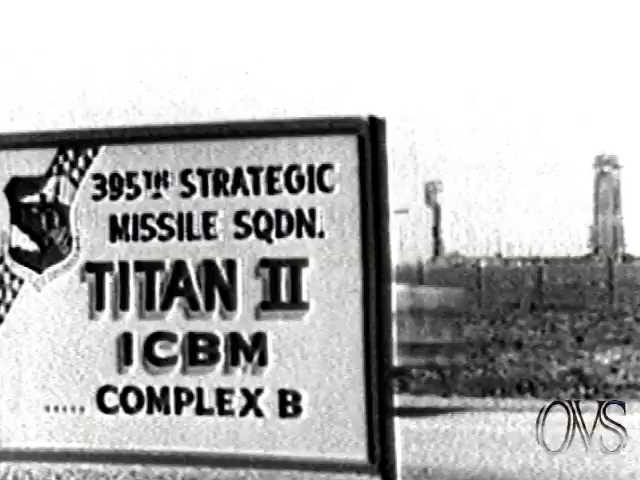 395TH STRATEGIC
MISSILE SQDN.
TITAN II
ICBM
..... COMPLEX B
OVS